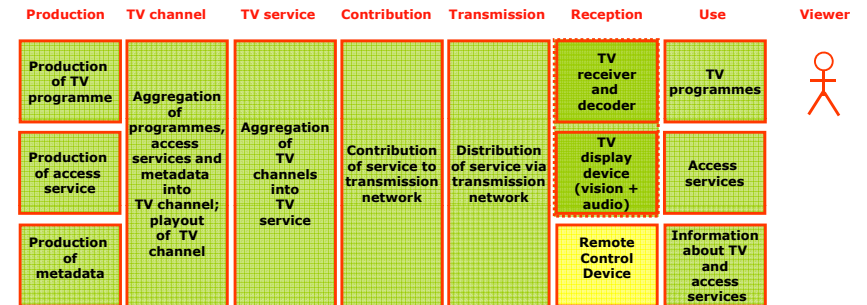 Production TV channel TV service Contribution Transmission Reception Use Viewer
Production
of TV
programme
Production
of access
service
Production
of
metadata
Aggregation
of
programmes,
access
services and
metadata
into
TV channel;
playout
of TV
channel
Aggregation
of
TV
channels
into
TV
service
Contribution
of service to
transmission
network
Distribution
of service via
transmission
network
TV
receiver
and
decoder
TV
display
device
(vision +
audio)
Remote
Control
Device
TV
programmes
Access
services
Information
about TV
and
access
services